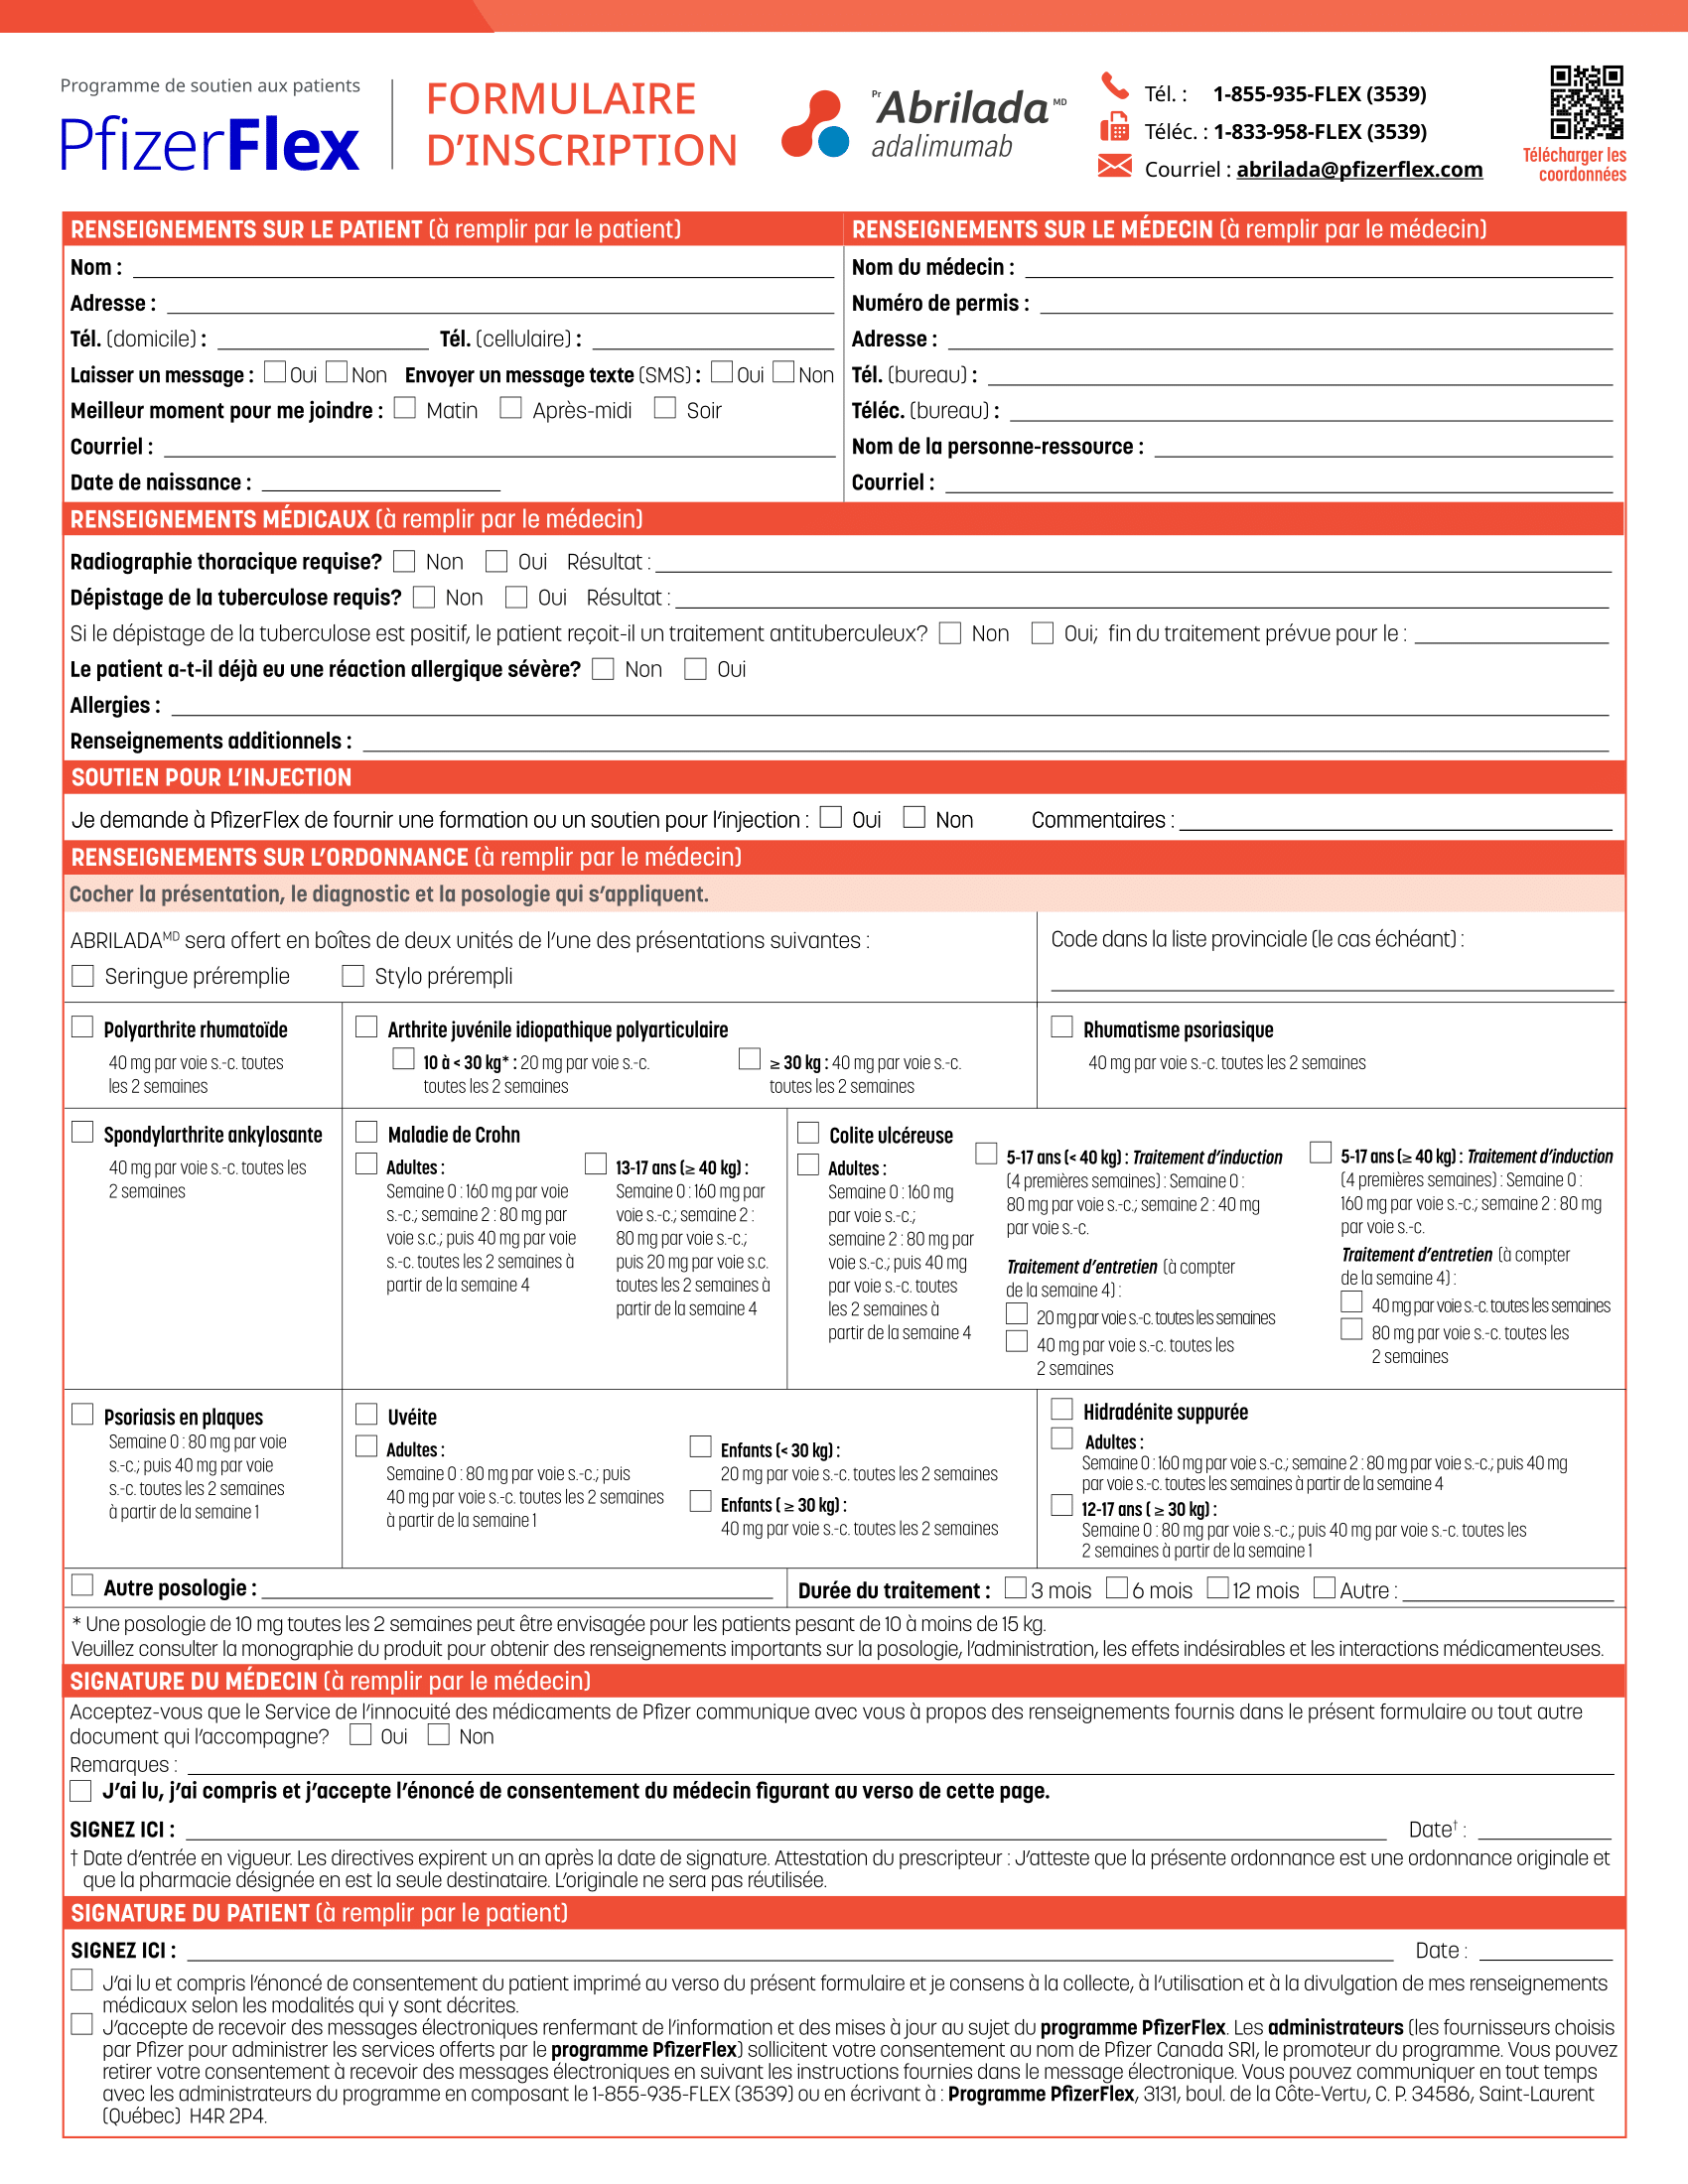 Programme de soutien aux patients
PfizerFlex
FORMULAIRE
D'INSCRIPTION
Pr Abrilada MD
adalimumab
Tél. : 1-855-935-FLEX (3539)
Téléc. : 1-833-958-FLEX (3539)
Courriel : abrilada@pfizerflex.com
Télécharger les
coordonnées
RENSEIGNEMENTS SUR LE PATIENT (à remplir par le patient)
Nom :
Adresse :
Tél. (domicile) : Tél. (cellulaire) :
Laisser un message : Oui Non Envoyer un message texte (SMS) : Oui Non
Meilleur moment pour me joindre : Matin Après-midi Soir
Courriel :
Date de naissance :
RENSEIGNEMENTS SUR LE MÉDECIN (à remplir par le médecin)
Nom du médecin :
Numéro de permis :
Adresse :
Tél. (bureau) :
Téléc. (bureau) :
Nom de la personne-ressource :
Courriel :
RENSEIGNEMENTS MÉDICAUX (à remplir par le médecin)
Radiographie thoracique requise? Non Oui Résultat :
Dépistage de la tuberculose requis? Non Oui Résultat :
Si le dépistage de la tuberculose est positif, le patient reçoit-il un traitement antituberculeux? Non Oui; fin du traitement prévue pour le :
Le patient a-t-il déjà eu une réaction allergique sévère? Non Oui
Allergies :
Renseignements additionnels :
SOUTIEN POUR L'INJECTION
Je demande à PfizerFlex de fournir une formation ou un soutien pour l'injection : Oui Non Commentaires :
RENSEIGNEMENTS SUR L'ORDONNANCE (à remplir par le médecin)
Cocher la présentation, le diagnostic et la posologie qui s'appliquent.
ABRILADA MD sera offert en boîtes de deux unités de l'une des présentations suivantes :
Seringue préremplie Stylo prérempli
Code dans la liste provinciale (le cas échéant) :
Polyarthrite rhumatoïde
40 mg par voie s.-c. toutes
les 2 semaines
Arthrite juvénile idiopathique polyarticulaire
10 à < 30 kg* : 20 mg par voie s.-c.
toutes les 2 semaines
≥ 30 kg : 40 mg par voie s.-c.
toutes les 2 semaines
Rhumatisme psoriasique
40 mg par voie s.-c. toutes les 2 semaines
Spondylarthrite ankylosante
40 mg par voie s.-c. toutes les
2 semaines
Maladie de Crohn
Adultes :
Semaine 0 : 160 mg par voie
s.-c.; semaine 2 : 80 mg par
voie s.c.; puis 40 mg par voie
s.-c. toutes les 2 semaines à
partir de la semaine 4
13-17 ans (≥ 40 kg) :
Semaine 0 : 160 mg par
voie s.-c.; semaine 2 :
80 mg par voie s.-c.;
puis 20 mg par voie s.c.
toutes les 2 semaines à
partir de la semaine 4
Colite ulcéreuse
Adultes :
Semaine 0 : 160 mg
par voie s.-c.;
semaine 2 : 80 mg par
voie s.-c.; puis 40 mg
par voie s.-c. toutes
les 2 semaines à
partir de la semaine 4
5-17 ans (< 40 kg) : Traitement d'induction
(4 premières semaines) : Semaine 0 :
80 mg par voie s.-c.; semaine 2 : 40 mg
par voie s.-c.
Traitement d'entretien (à compter
de la semaine 4) :
20 mg par voie s.-c. toutes les semaines
40 mg par voie s.-c. toutes les
2 semaines
5-17 ans (≥ 40 kg) : Traitement d'induction
(4 premières semaines) : Semaine 0 :
160 mg par voie s.-c.; semaine 2 : 80 mg
par voie s.-c.
Traitement d'entretien (à compter
de la semaine 4) :
40 mg par voie s.-c. toutes les semaines
80 mg par voie s.-c. toutes les
2 semaines
Psoriasis en plaques
Semaine 0 : 80 mg par voie
s.-c.; puis 40 mg par voie
s.-c. toutes les 2 semaines
à partir de la semaine 1
Uvéite
Adultes :
Semaine 0 : 80 mg par voie s.-c.; puis
40 mg par voie s.-c. toutes les 2 semaines
à partir de la semaine 1
Enfants (< 30 kg) :
20 mg par voie s.-c. toutes les 2 semaines
Enfants ( ≥ 30 kg) :
40 mg par voie s.-c. toutes les 2 semaines
Hidradénite suppurée
Adultes :
Semaine 0 : 160 mg par voie s.-c.; semaine 2 : 80 mg par voie s.-c.; puis 40 mg
par voie s.-c. toutes les semaines à partir de la semaine 4
12-17 ans ( ≥ 30 kg) :
Semaine 0 : 80 mg par voie s.-c.; puis 40 mg par voie s.-c. toutes les
2 semaines à partir de la semaine 1
Autre posologie :
Durée du traitement : 3 mois 6 mois 12 mois Autre :
* Une posologie de 10 mg toutes les 2 semaines peut être envisagée pour les patients pesant de 10 à moins de 15 kg.
Veuillez consulter la monographie du produit pour obtenir des renseignements importants sur la posologie, l'administration, les effets indésirables et les interactions médicamenteuses.
SIGNATURE DU MÉDECIN (à remplir par le médecin)
Acceptez-vous que le Service de l'innocuité des médicaments de Pfizer communique avec vous à propos des renseignements fournis dans le présent formulaire ou tout autre
document qui l'accompagne? Oui Non
Remarques :
J'ai lu, j'ai compris et j'accepte l'énoncé de consentement du médecin figurant au verso de cette page.
SIGNEZ ICI : Date† :
† Date d'entrée en vigueur. Les directives expirent un an après la date de signature. Attestation du prescripteur : J'atteste que la présente ordonnance est une ordonnance originale et
que la pharmacie désignée en est la seule destinataire. L'originale ne sera pas réutilisée.
SIGNATURE DU PATIENT (à remplir par le patient)
SIGNEZ ICI : Date :
J'ai lu et compris l'énoncé de consentement du patient imprimé au verso du présent formulaire et je consens à la collecte, à l'utilisation et à la divulgation de mes renseignements
médicaux selon les modalités qui y sont décrites.
J'accepte de recevoir des messages électroniques renfermant de l'information et des mises à jour au sujet du programme PfizerFlex. Les administrateurs (les fournisseurs choisis
par Pfizer pour administrer les services offerts par le programme PfizerFlex) sollicitent votre consentement au nom de Pfizer Canada SRI, le promoteur du programme. Vous pouvez
retirer votre consentement à recevoir des messages électroniques en suivant les instructions fournies dans le message électronique. Vous pouvez communiquer en tout temps
avec les administrateurs du programme en composant le 1-855-935-FLEX (3539) ou en écrivant à : Programme PfizerFlex, 3131, boul. de la Côte-Vertu, C. P. 34586, Saint-Laurent
(Québec) H4R 2P4.